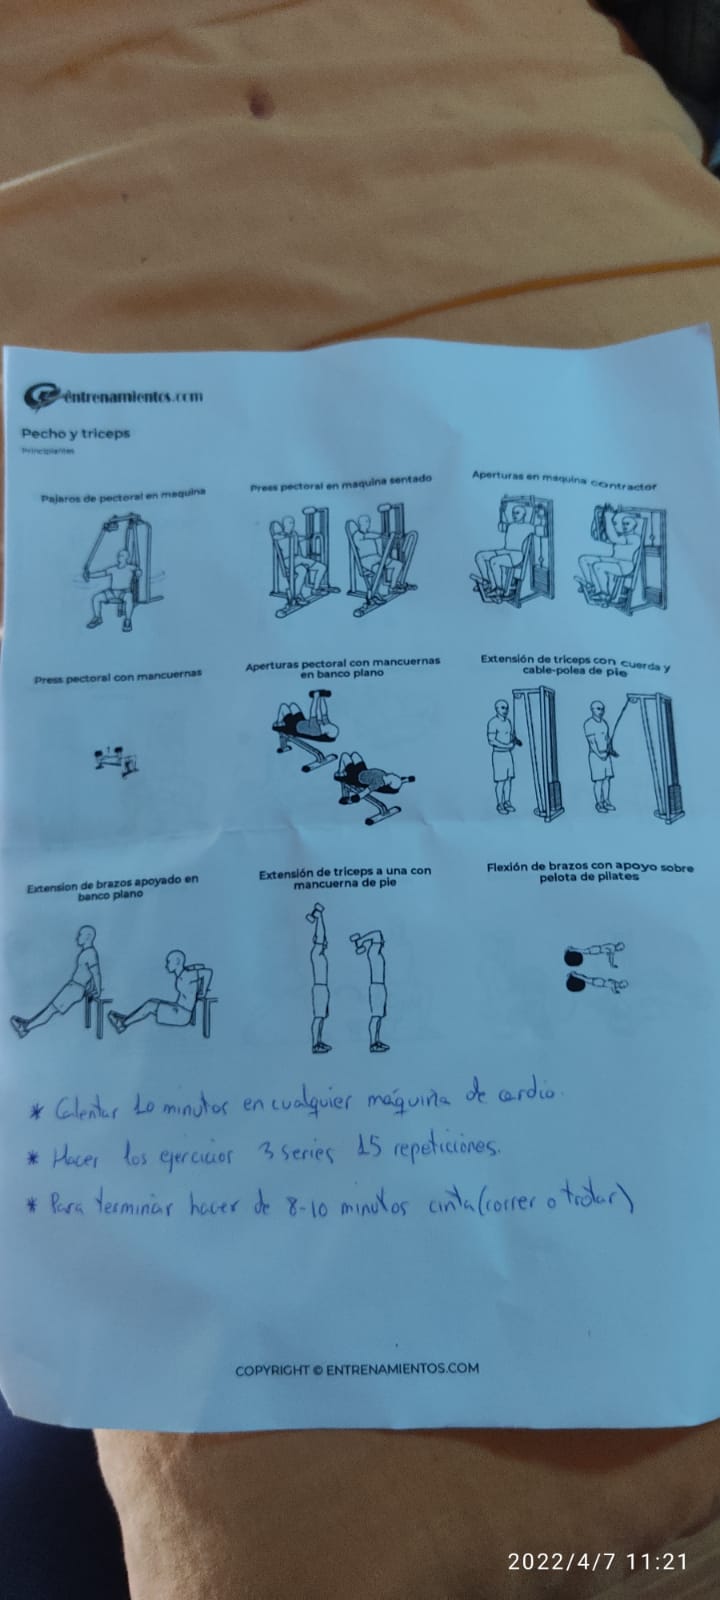 entrenamientos.com
Pecho y triceps
Principiantes
Pajaros de pectoral en maquina
Press pectoral en maquina sentado
Aperturas en maquina contractor
Press pectoral con mancuernas
Aperturas pectoral con mancuernas
en banco plano
Extensión de triceps con cuerda y
cable-polea de pie
Extension de brazos apoyado en
banco plano
Extensión de triceps a una con
mancuerna de pie
Flexión de brazos con apoyo sobre
pelota de pilates
* Calentar 10 minutos en cualquier máquina de cardio.
* Hacer los ejercicios 3 series 15 repeticiones.
* Para terminar hacer de 8-10 minutos cinta (correr o trotar)
COPYRIGHT © ENTRENAMIENTOS.COM
2022/4/7 11:21